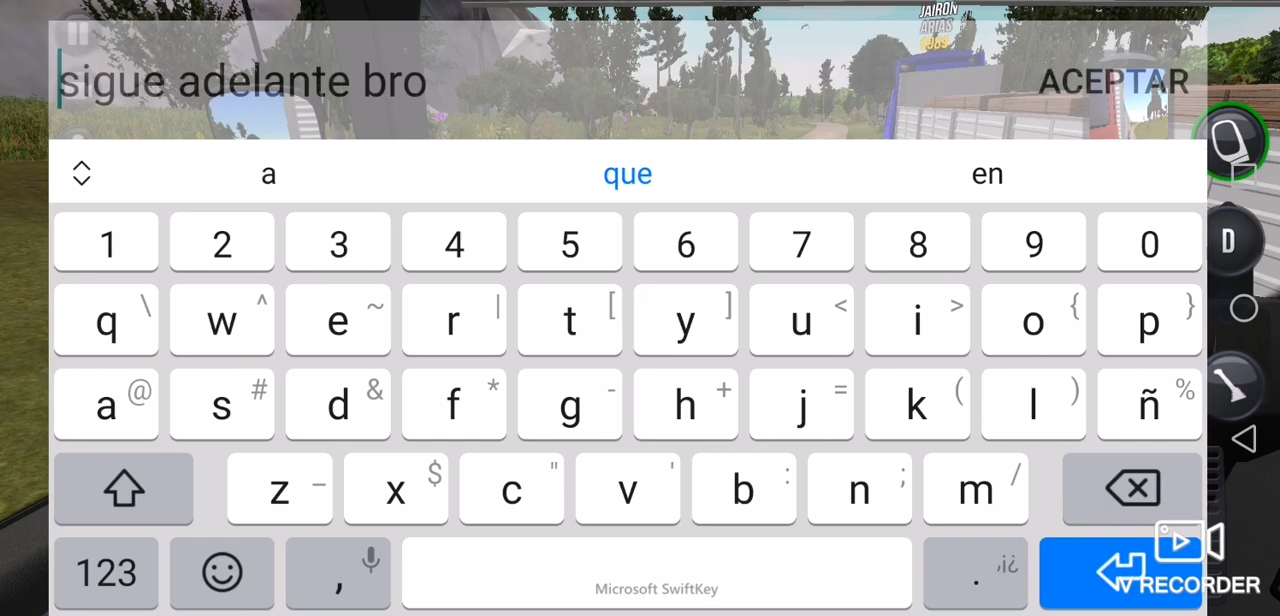 JAIRON
ARIAS
sigue adelante bro
ACEPTAR
a que en
1 2 3 4 5 6 7 8 9 0
q \ w ^ e ~ r | t [ y ] u < i > o { p }
a @ s # d & f * g - h + j = k ( l ) ñ %
z _ x $ c " v ' b : n ; m /
123 , . ,¡¿
Microsoft SwiftKey
V RECORDER
D